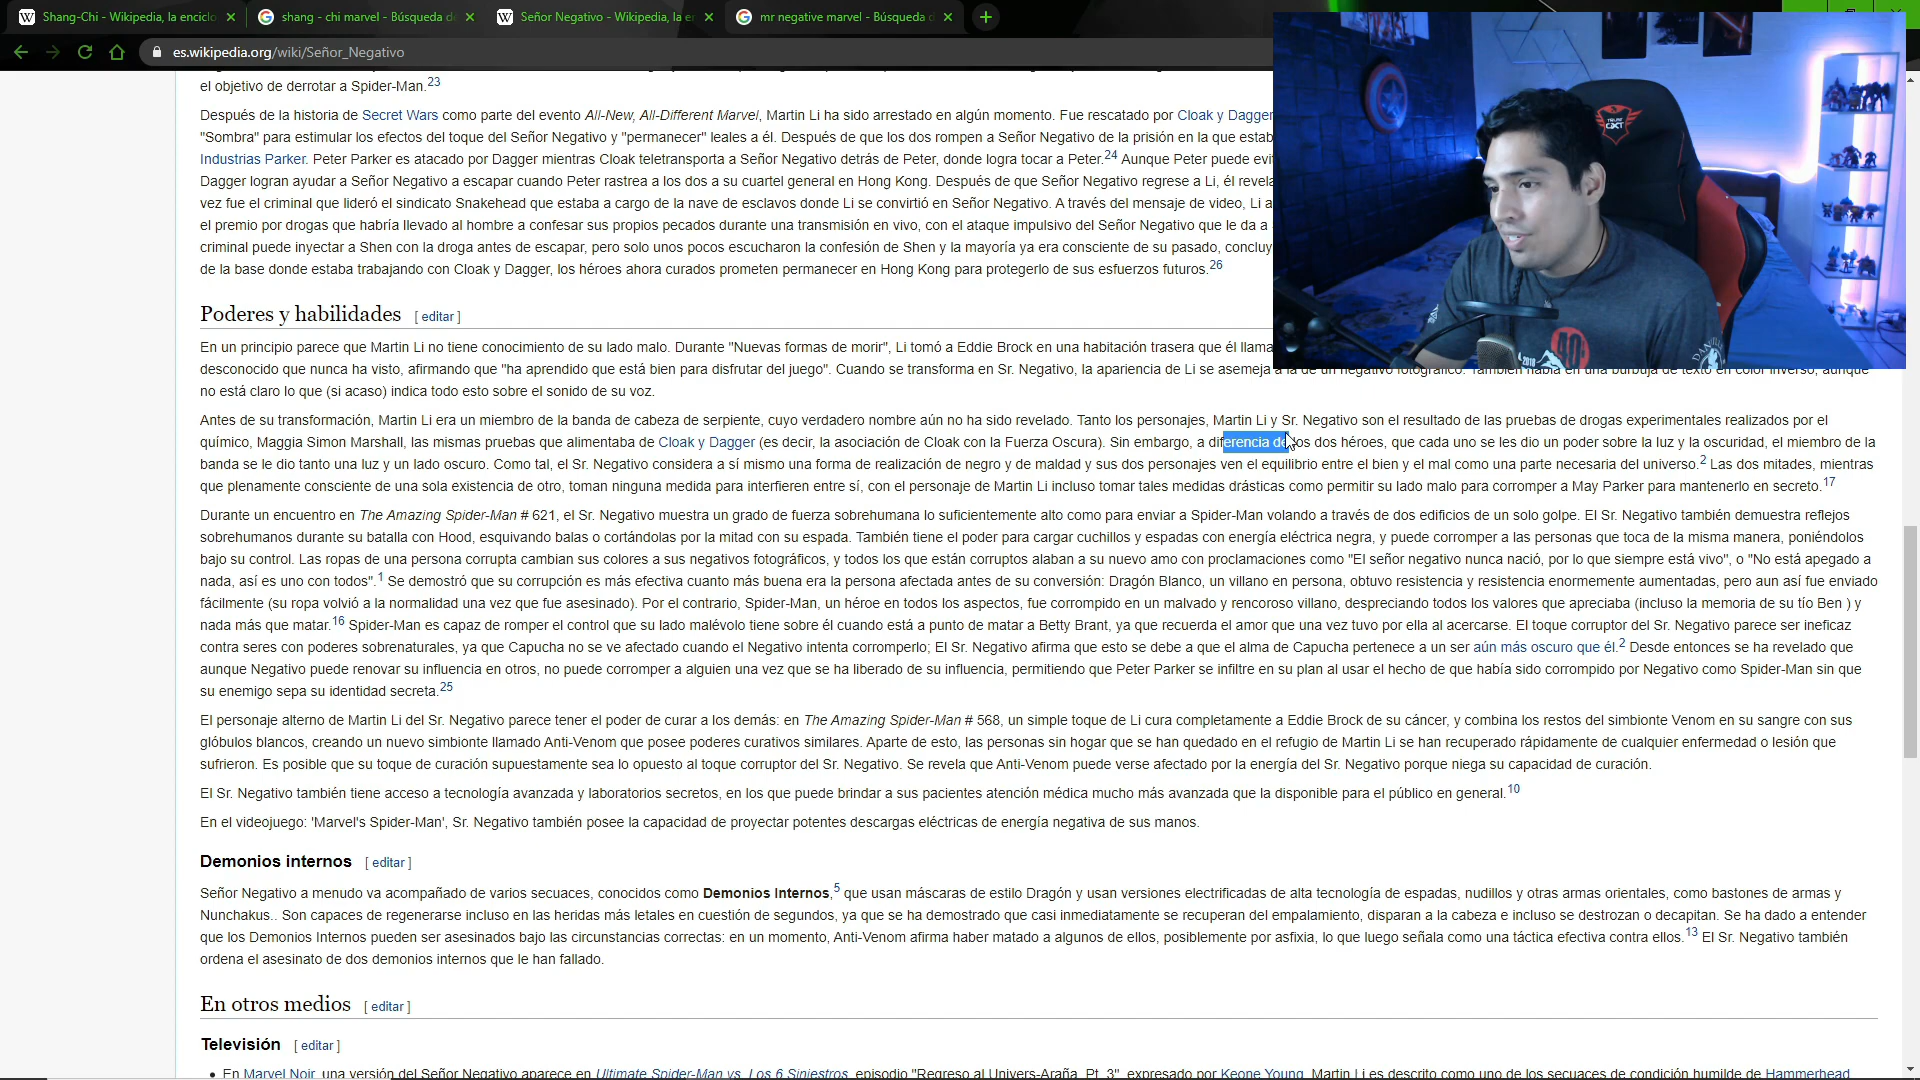 Shang-Chi - Wikipedia, la enciclo
shang - chi marvel - Búsqueda de
Señor Negativo - Wikipedia, la en
mr negative marvel - Búsqueda d
es.wikipedia.org/wiki/Señor_Negativo
el objetivo de derrotar a Spider-Man.23
Después de la historia de Secret Wars como parte del evento All-New, All-Different Marvel, Martin Li ha sido arrestado en algún momento. Fue rescatado por Cloak y Dagger
"Sombra" para estimular los efectos del toque del Señor Negativo y "permanecer" leales a él. Después de que los dos rompen a Señor Negativo de la prisión en la que estab
Industrias Parker. Peter Parker es atacado por Dagger mientras Cloak teletransporta a Señor Negativo detrás de Peter, donde logra tocar a Peter.24 Aunque Peter puede evi
Dagger logran ayudar a Señor Negativo a escapar cuando Peter rastrea a los dos a su cuartel general en Hong Kong. Después de que Señor Negativo regrese a Li, él revela
vez fue el criminal que lideró el sindicato Snakehead que estaba a cargo de la nave de esclavos donde Li se convirtió en Señor Negativo. A través del mensaje de video, Li a
el premio por drogas que habría llevado al hombre a confesar sus propios pecados durante una transmisión en vivo, con el ataque impulsivo del Señor Negativo que le da a
criminal puede inyectar a Shen con la droga antes de escapar, pero solo unos pocos escucharon la confesión de Shen y la mayoría ya era consciente de su pasado, concluy
de la base donde estaba trabajando con Cloak y Dagger, los héroes ahora curados prometen permanecer en Hong Kong para protegerlo de sus esfuerzos futuros.26
Poderes y habilidades [ editar ]
En un principio parece que Martin Li no tiene conocimiento de su lado malo. Durante "Nuevas formas de morir", Li tomó a Eddie Brock en una habitación trasera que él llama
desconocido que nunca ha visto, afirmando que "ha aprendido que está bien para disfrutar del juego". Cuando se transforma en Sr. Negativo, la apariencia de Li se asemeja a la de un negativo fotográfico. También había en una burbuja de texto en color inverso, aunque
no está claro lo que (si acaso) indica todo esto sobre el sonido de su voz.
Antes de su transformación, Martin Li era un miembro de la banda de cabeza de serpiente, cuyo verdadero nombre aún no ha sido revelado. Tanto los personajes, Martin Li y Sr. Negativo son el resultado de las pruebas de drogas experimentales realizados por el
químico, Maggia Simon Marshall, las mismas pruebas que alimentaba de Cloak y Dagger (es decir, la asociación de Cloak con la Fuerza Oscura). Sin embargo, a diferencia de los dos héroes, que cada uno se les dio un poder sobre la luz y la oscuridad, el miembro de la
banda se le dio tanto una luz y un lado oscuro. Como tal, el Sr. Negativo considera a sí mismo una forma de realización de negro y de maldad y sus dos personajes ven el equilibrio entre el bien y el mal como una parte necesaria del universo.2 Las dos mitades, mientras
que plenamente consciente de una sola existencia de otro, toman ninguna medida para interfieren entre sí, con el personaje de Martin Li incluso tomar tales medidas drásticas como permitir su lado malo para corromper a May Parker para mantenerlo en secreto.17
Durante un encuentro en The Amazing Spider-Man # 621, el Sr. Negativo muestra un grado de fuerza sobrehumana lo suficientemente alto como para enviar a Spider-Man volando a través de dos edificios de un solo golpe. El Sr. Negativo también demuestra reflejos
sobrehumanos durante su batalla con Hood, esquivando balas o cortándolas por la mitad con su espada. También tiene el poder para cargar cuchillos y espadas con energía eléctrica negra, y puede corromper a las personas que toca de la misma manera, poniéndolos
bajo su control. Las ropas de una persona corrupta cambian sus colores a sus negativos fotográficos, y todos los que están corruptos alaban a su nuevo amo con proclamaciones como "El señor negativo nunca nació, por lo que siempre está vivo", o "No está apegado a
nada, así es uno con todos".1 Se demostró que su corrupción es más efectiva cuanto más buena era la persona afectada antes de su conversión: Dragón Blanco, un villano en persona, obtuvo resistencia y resistencia enormemente aumentadas, pero aun así fue enviado
fácilmente (su ropa volvió a la normalidad una vez que fue asesinado). Por el contrario, Spider-Man, un héroe en todos los aspectos, fue corrompido en un malvado y rencoroso villano, despreciando todos los valores que apreciaba (incluso la memoria de su tío Ben ) y
nada más que matar.16 Spider-Man es capaz de romper el control que su lado malévolo tiene sobre él cuando está a punto de matar a Betty Brant, ya que recuerda el amor que una vez tuvo por ella al acercarse. El toque corruptor del Sr. Negativo parece ser ineficaz
contra seres con poderes sobrenaturales, ya que Capucha no se ve afectado cuando el Negativo intenta corromperlo; El Sr. Negativo afirma que esto se debe a que el alma de Capucha pertenece a un ser aún más oscuro que él.2 Desde entonces se ha revelado que
aunque Negativo puede renovar su influencia en otros, no puede corromper a alguien una vez que se ha liberado de su influencia, permitiendo que Peter Parker se infiltre en su plan al usar el hecho de que había sido corrompido por Negativo como Spider-Man sin que
su enemigo sepa su identidad secreta.25
El personaje alterno de Martin Li del Sr. Negativo parece tener el poder de curar a los demás: en The Amazing Spider-Man # 568, un simple toque de Li cura completamente a Eddie Brock de su cáncer, y combina los restos del simbionte Venom en su sangre con sus
glóbulos blancos, creando un nuevo simbionte llamado Anti-Venom que posee poderes curativos similares. Aparte de esto, las personas sin hogar que se han quedado en el refugio de Martin Li se han recuperado rápidamente de cualquier enfermedad o lesión que
sufrieron. Es posible que su toque de curación supuestamente sea lo opuesto al toque corruptor del Sr. Negativo. Se revela que Anti-Venom puede verse afectado por la energía del Sr. Negativo porque niega su capacidad de curación.
El Sr. Negativo también tiene acceso a tecnología avanzada y laboratorios secretos, en los que puede brindar a sus pacientes atención médica mucho más avanzada que la disponible para el público en general.10
En el videojuego: 'Marvel's Spider-Man', Sr. Negativo también posee la capacidad de proyectar potentes descargas eléctricas de energía negativa de sus manos.
Demonios internos [ editar ]
Señor Negativo a menudo va acompañado de varios secuaces, conocidos como Demonios Internos,5 que usan máscaras de estilo Dragón y usan versiones electrificadas de alta tecnología de espadas, nudillos y otras armas orientales, como bastones de armas y
Nunchakus.. Son capaces de regenerarse incluso en las heridas más letales en cuestión de segundos, ya que se ha demostrado que casi inmediatamente se recuperan del empalamiento, disparan a la cabeza e incluso se destrozan o decapitan. Se ha dado a entender
que los Demonios Internos pueden ser asesinados bajo las circunstancias correctas: en un momento, Anti-Venom afirma haber matado a algunos de ellos, posiblemente por asfixia, lo que luego señala como una táctica efectiva contra ellos.13 El Sr. Negativo también
ordena el asesinato de dos demonios internos que le han fallado.
En otros medios [ editar ]
Televisión [ editar ]
• En Marvel Noir, una versión del Señor Negativo aparece en Ultimate Spider-Man vs. Los 6 Siniestros, episodio "Regreso al Univers-Araña, Pt. 3", expresado por Keone Young. Martin Li es descrito como uno de los secuaces de condición humilde de Hammerhead